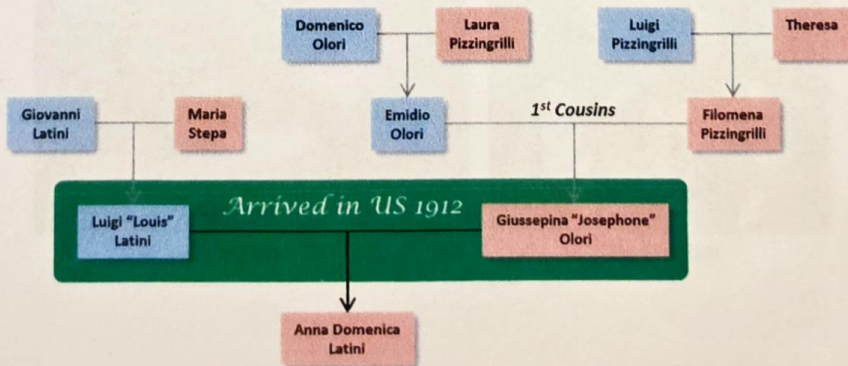 Domenico
Olori
Laura
Pizzingrilli
Luigi
Pizzingrilli
Theresa
Giovanni
Latini
Maria
Stepa
Emidio
Olori
1st Cousins
Filomena
Pizzingrilli
Arrived in US 1912
Luigi “Louis”
Latini
Giussepina “Josephone”
Olori
Anna Domenica
Latini